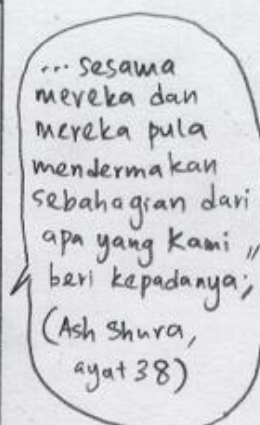 ... sesama
mereka dan
mereka pula
mendermakan
sebahagian dari
apa yang Kami
beri kepadanya; "
(Ash Shura,
ayat 38)